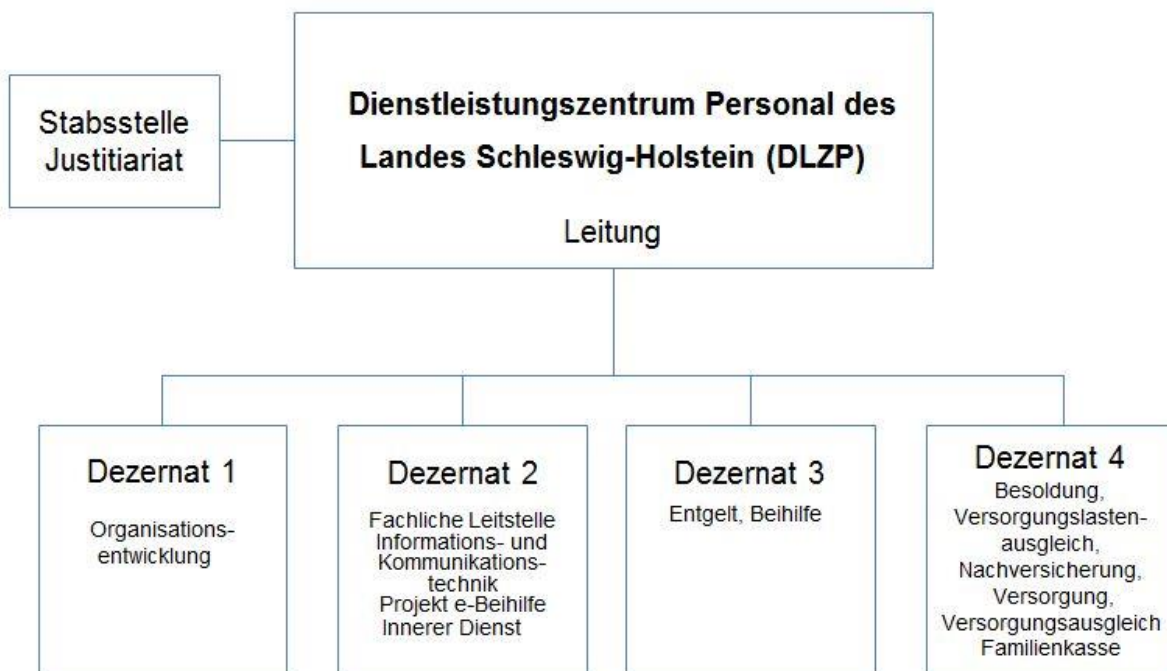 Stabsstelle
Justitiariat
Dienstleistungszentrum Personal des
Landes Schleswig-Holstein (DLZP)
Leitung
Dezernat 1
Organisations-
entwicklung
Dezernat 2
Fachliche Leitstelle
Informations- und
Kommunikations-
technik
Projekt e-Beihilfe
Innerer Dienst
Dezernat 3
Entgelt, Beihilfe
Dezernat 4
Besoldung,
Versorgungslasten-
ausgleich,
Nachversicherung,
Versorgung,
Versorgungsausgleich
Familienkasse